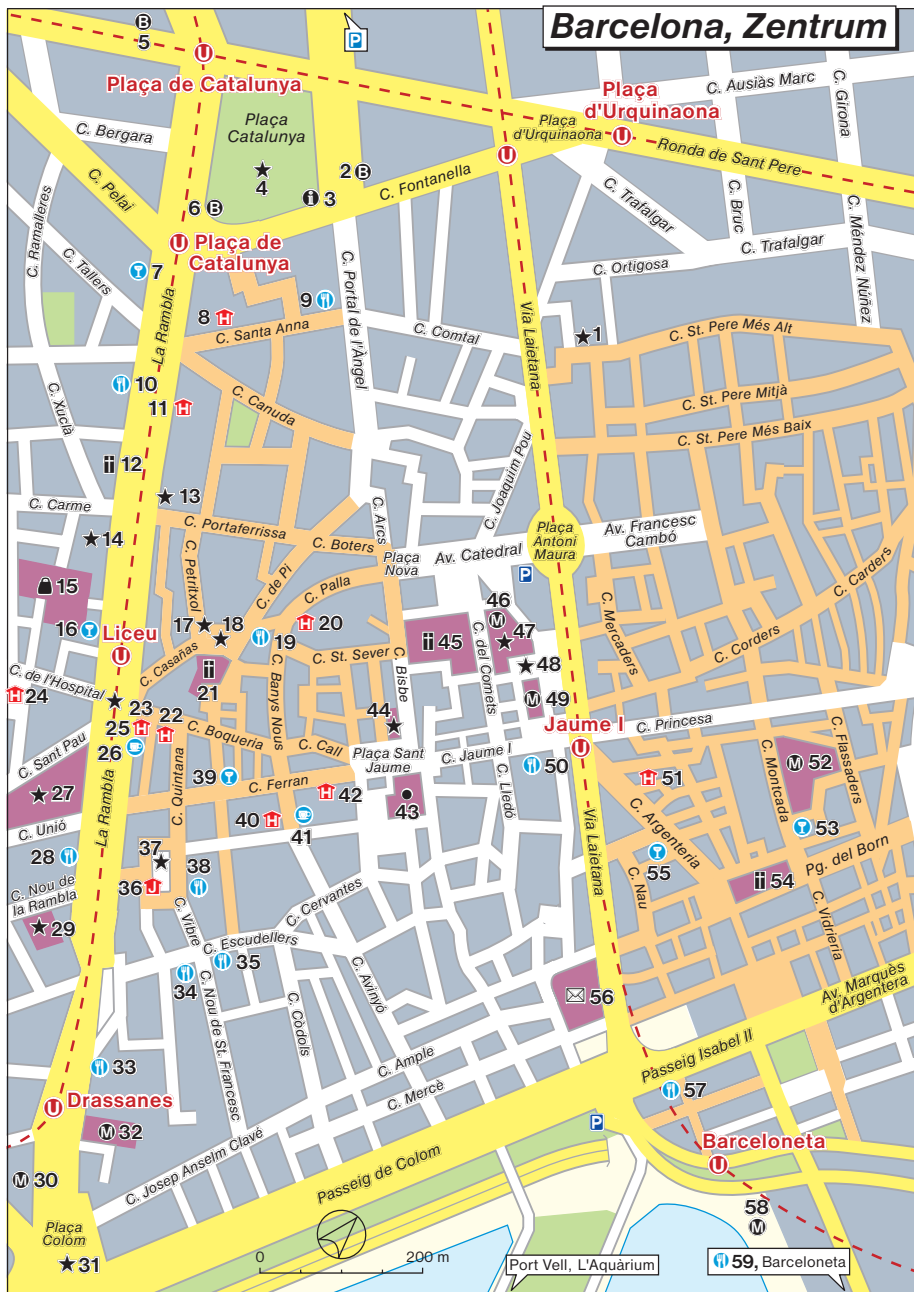 Barcelona, Zentrum
B
5
U
Plaça de Catalunya
P
Plaça
Catalunya
4
2 B
3
6 B
C. Bergara
C. Pelai
C. Ramalleres
C. Tallers
C. Fontanella
U
Plaça
d'Urquinaona
Plaça
d'Urquinaona
U
C. Ausiàs Marc
C. Girona
Ronda de Sant Pere
C. Bruc
C. Trafalgar
C. Trafalgar
C. Méndez Núñez
C. Ortigosa
U
Plaça de
Catalunya
7
La Rambla
8 H
9
C. Santa Anna
C. Portal de l'Àngel
C. Comtal
Via Laietana
1
C. St. Pere Més Alt
C. St. Pere Mitjà
C. St. Pere Més Baix
10
11 H
C. Xuclà
C. Canuda
12
13
C. Carme
14
C. Portaferrissa
C. Petritxol
C. de Pi
C. Boters
C. Palla
C. Arcs
Plaça
Nova
Av. Catedral
C. Joaquim Pou
Plaça
Antoni
Maura
Av. Francesc
Cambó
P
C. Carders
C. Mercaders
C. Corders
15
16
Liceu
U
17
18
19
H 20
21
C. Casañas
C. Banys Nous
C. St. Sever
C. Bisbe
45
46
M
47
48
M 49
C. del Comets
C. de l'Hospital
H 24
23
25 H
22
H
26
C. Sant Pau
C. Boqueria
C. Call
44
Plaça Sant
Jaume
C. Jaume I
Jaume I
U
C. Princesa
C. Lledó
50
H 51
C. Montcada
M 52
C. Flassaders
53
27
La Rambla
C. Quintana
39
C. Ferran
H 42
40 H
41
43
C. Unió
28
C. Nou de
la Rambla
29
37
36 J
38
C. Argenteria
55
C. Nau
Via Laietana
54
Pg. del Born
C. Vidrieria
C. Vibre
C. Escudellers
C. Cervantes
34
35
C. Nou de St. Francesc
C. Còdols
C. Avinyó
56
Av. Marquès
d'Argentera
Passeig Isabel II
C. Ample
C. Mercè
57
33
U Drassanes
M 32
M 30
C. Josep Anselm Clavé
Passeig de Colom
P
Barceloneta
U
58
M
Plaça
Colom
31
0
200 m
Port Vell, L'Aquàrium
59, Barceloneta